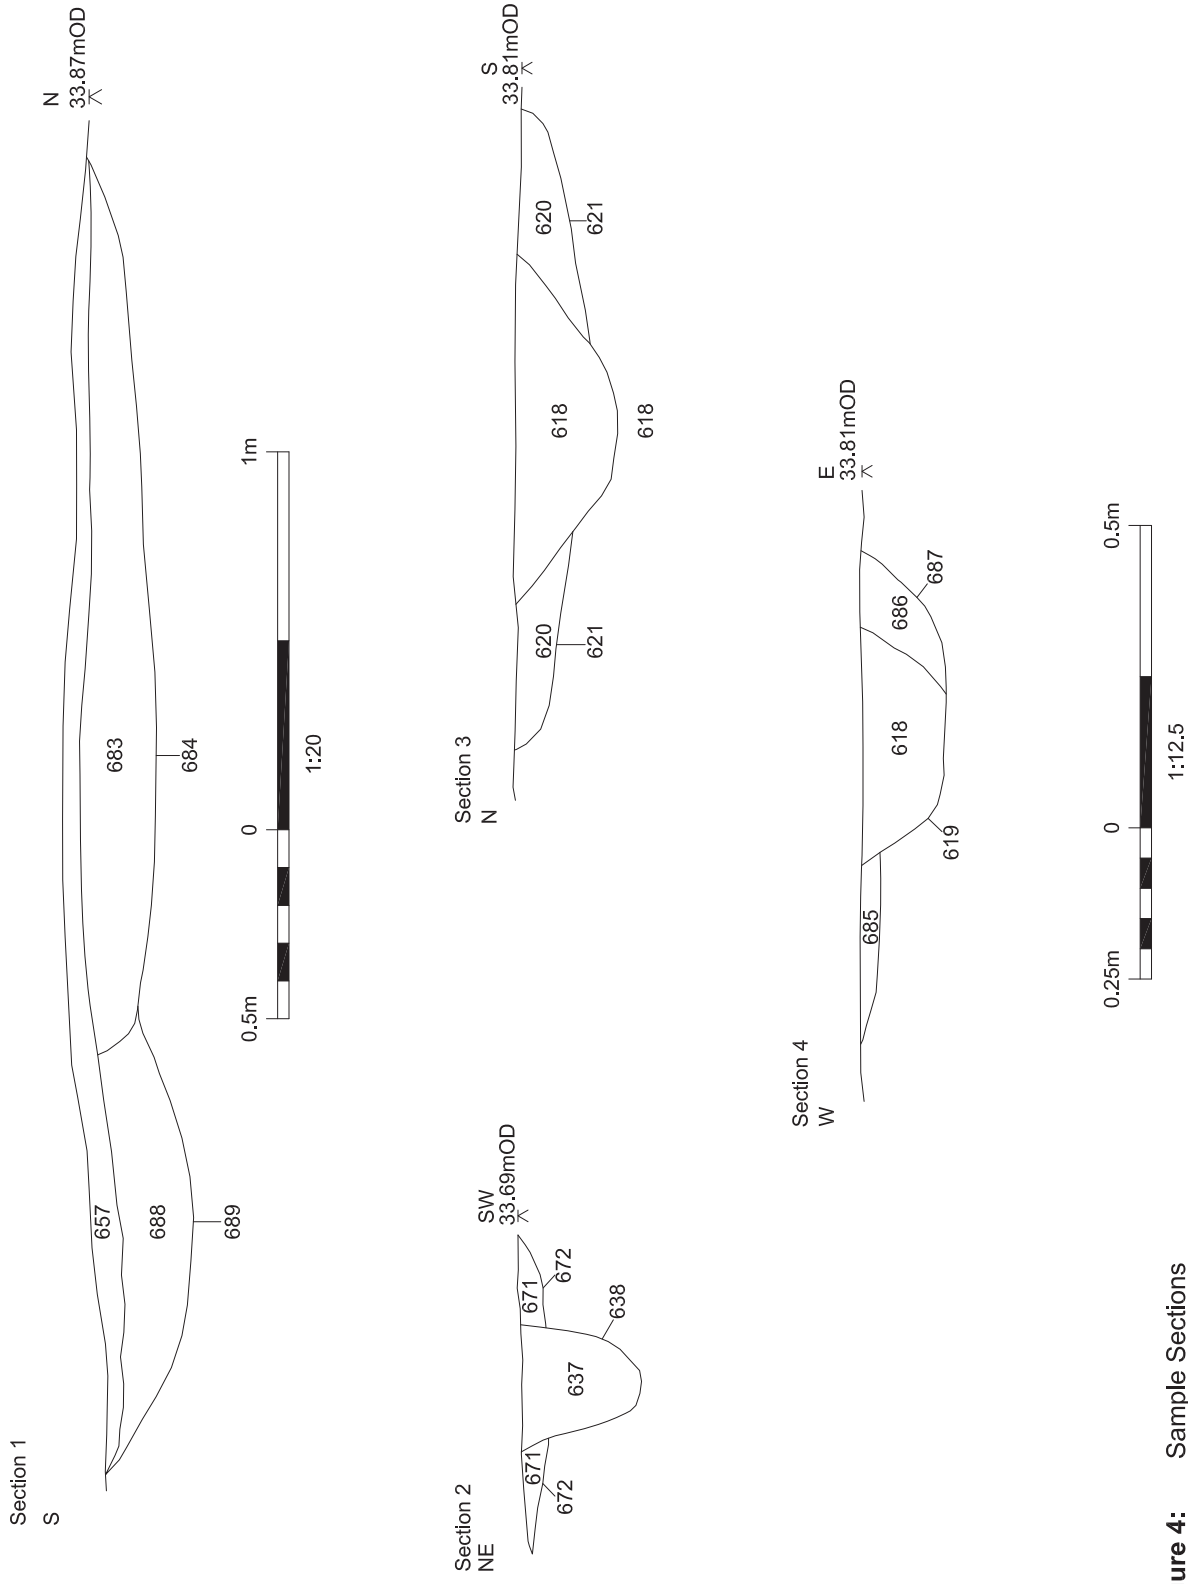 Section 1
S
N
33.87mOD
657
683
688
684
689
0.5m
0
1m
1:20
Section 2
NE
SW
33.69mOD
671
671
672
672
637
638
Section 3
N
S
33.81mOD
620
618
620
621
618
621
Section 4
W
E
33.81mOD
685
618
686
687
619
0.25m
0
0.5m
1:12.5
ure 4: Sample Sections